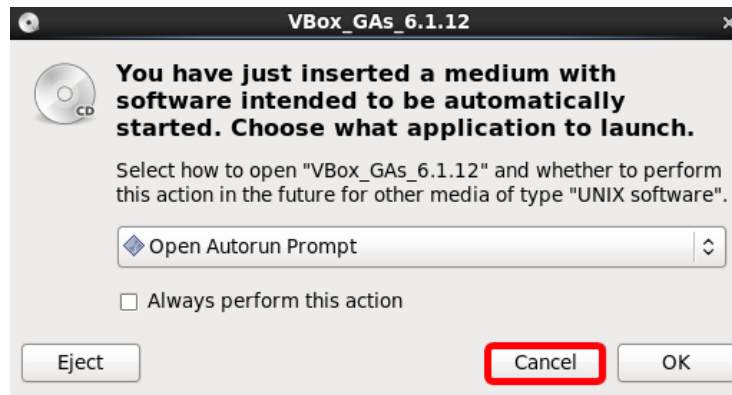 VBox_GAs_6.1.12
CD
You have just inserted a medium with
software intended to be automatically
started. Choose what application to launch.
Select how to open "VBox_GAs_6.1.12" and whether to perform
this action in the future for other media of type "UNIX software".
Open Autorun Prompt
Always perform this action
Eject Cancel OK